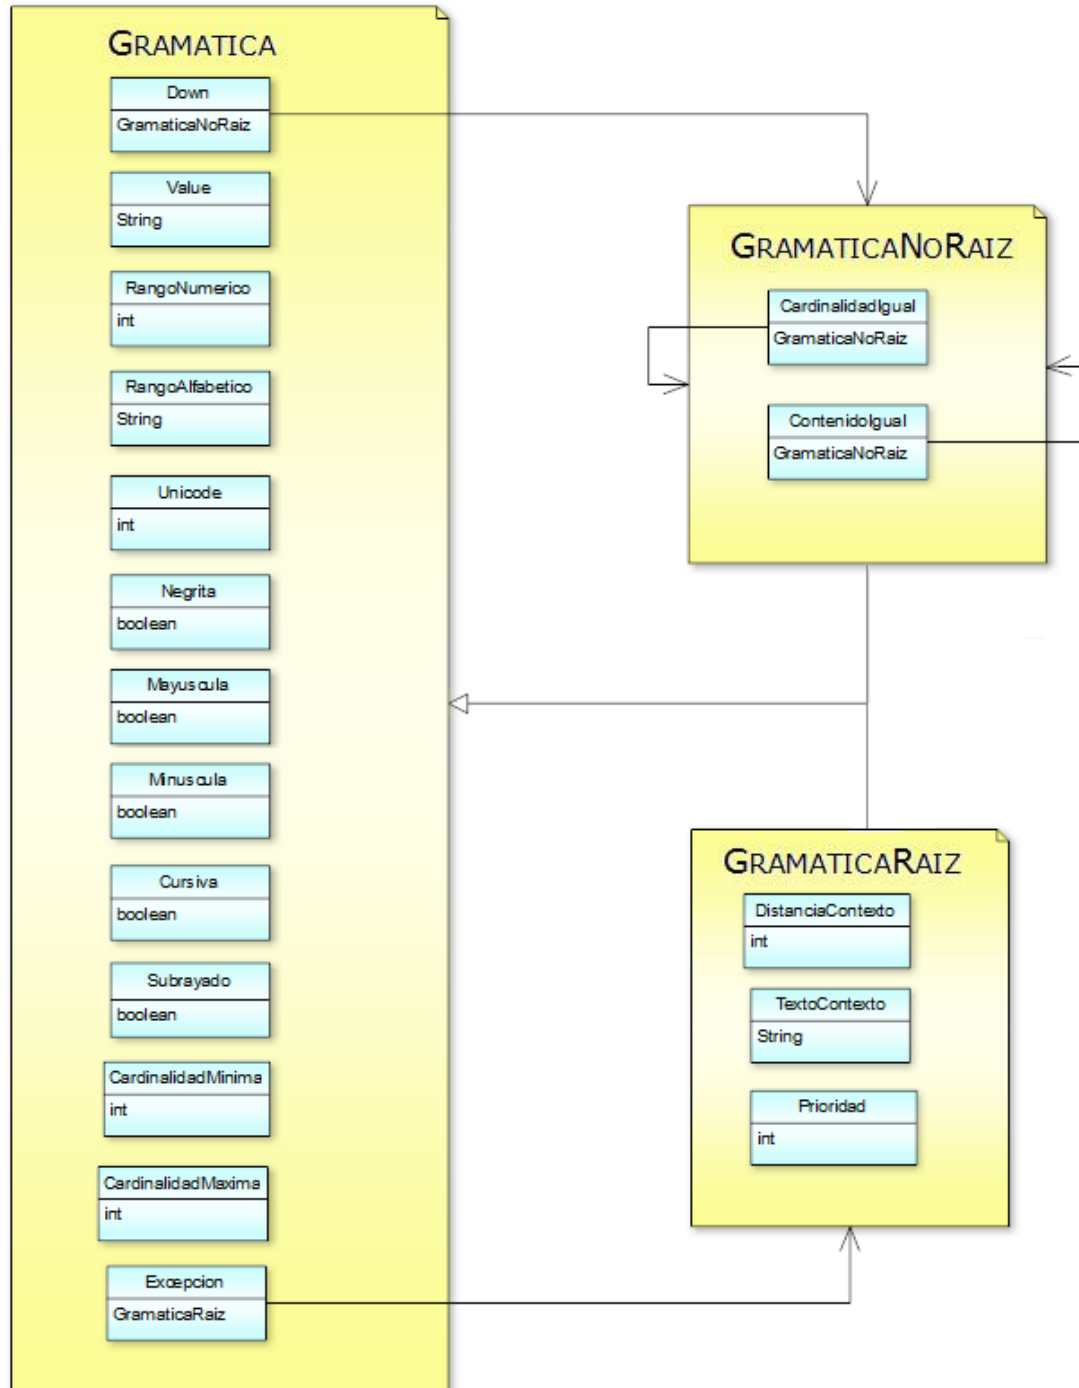 GRAMATICA
Down
GramaticaNoRaiz
Value
String
RangoNumerico
int
RangoAlfabetico
String
Unicode
int
Negrita
boolean
Mayuscula
boolean
Minuscula
boolean
Cursiva
boolean
Subrayado
boolean
CardinalidadMinima
int
CardinalidadMaxima
int
Excepcion
GramaticaRaiz
GRAMATICANORAIZ
CardinalidadIgual
GramaticaNoRaiz
ContenidoIgual
GramaticaNoRaiz
GRAMATICARAIZ
DistanciaContexto
int
TextoContexto
String
Prioridad
int